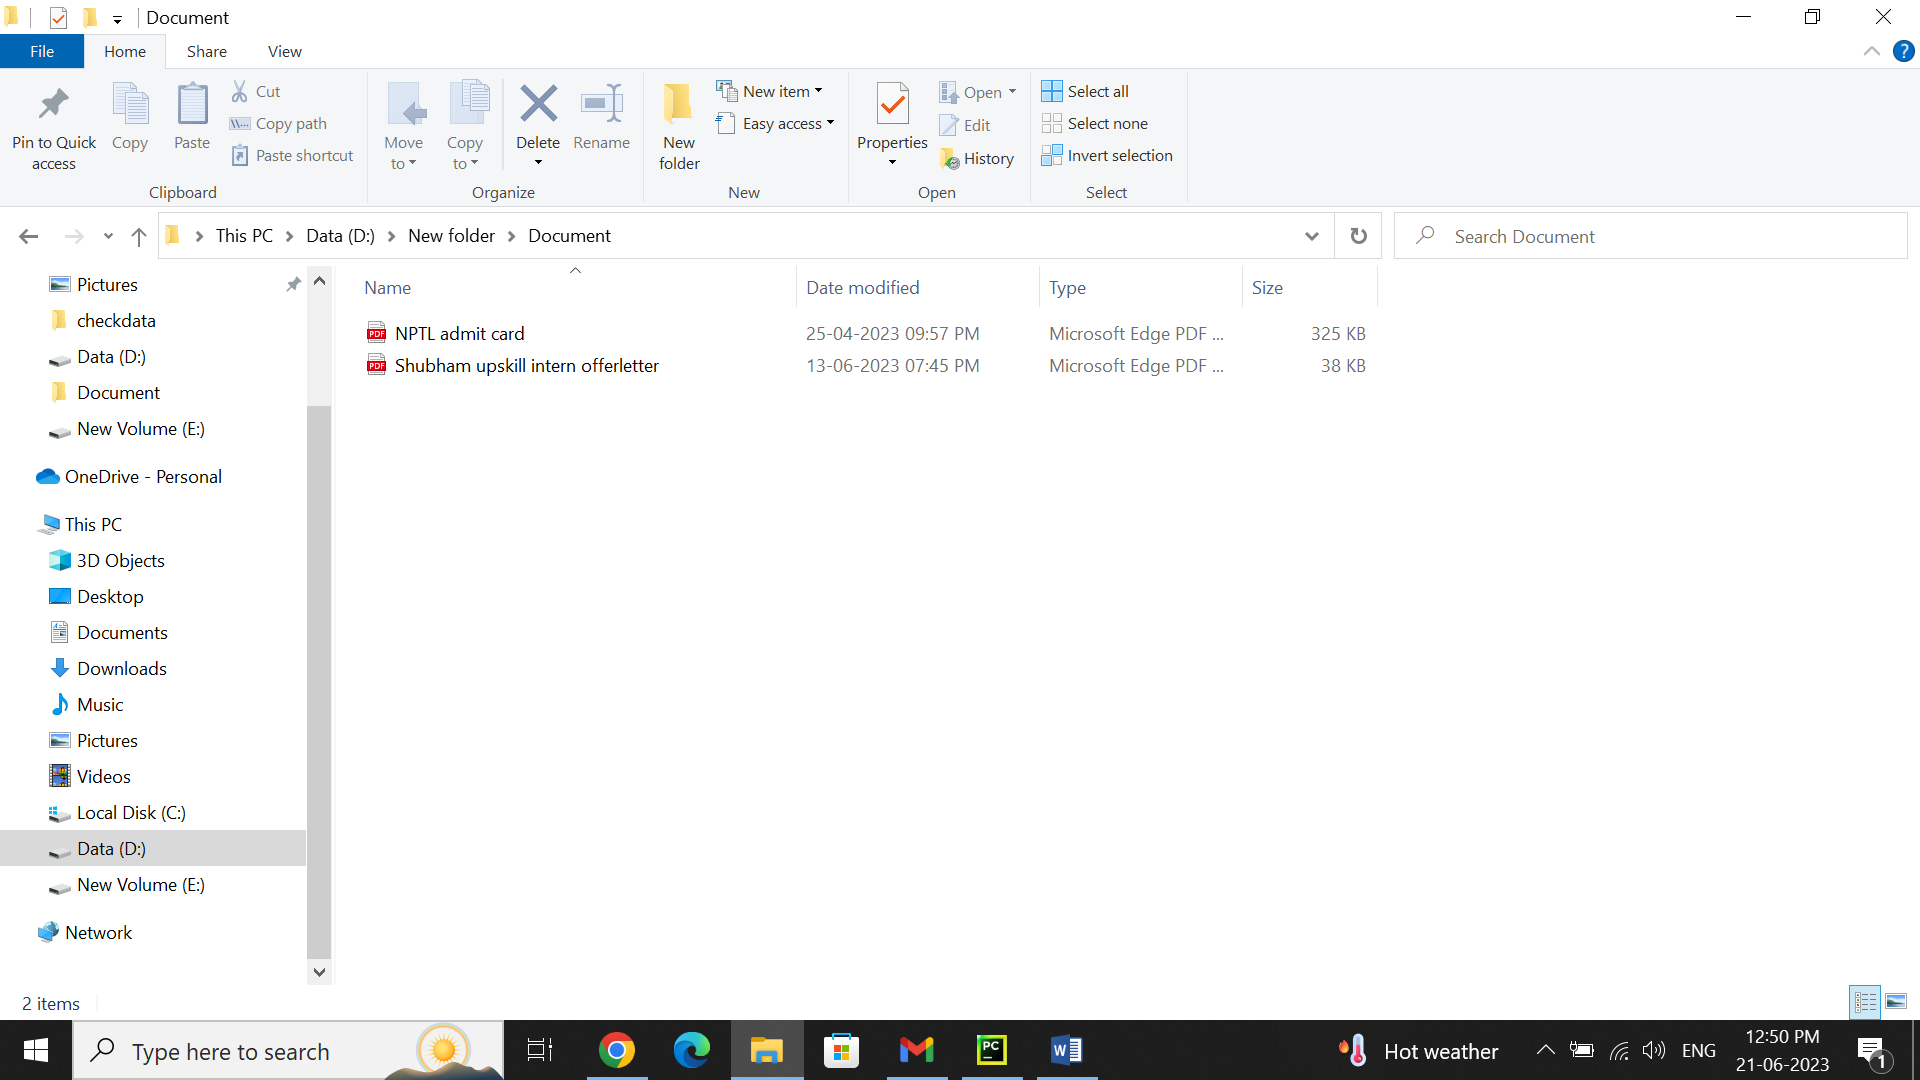 Document
File Home Share View
Pin to Quick access
Copy
Paste
Cut
Copy path
Paste shortcut
Clipboard
Move to
Copy to
Delete
Rename
Organize
New folder
New item
Easy access
New
Properties
Open
Edit
History
Open
Select all
Select none
Invert selection
Select
This PC Data (D:) New folder Document
Search Document
Pictures
checkdata
Data (D:)
Document
New Volume (E:)
OneDrive - Personal
This PC
3D Objects
Desktop
Documents
Downloads
Music
Pictures
Videos
Local Disk (C:)
Data (D:)
New Volume (E:)
Network
Name Date modified Type Size
PDF NPTL admit card 25-04-2023 09:57 PM Microsoft Edge PDF ... 325 KB
PDF Shubham upskill intern offerletter 13-06-2023 07:45 PM Microsoft Edge PDF ... 38 KB
2 items
Type here to search
PC
W
Hot weather
ENG
12:50 PM
21-06-2023
1